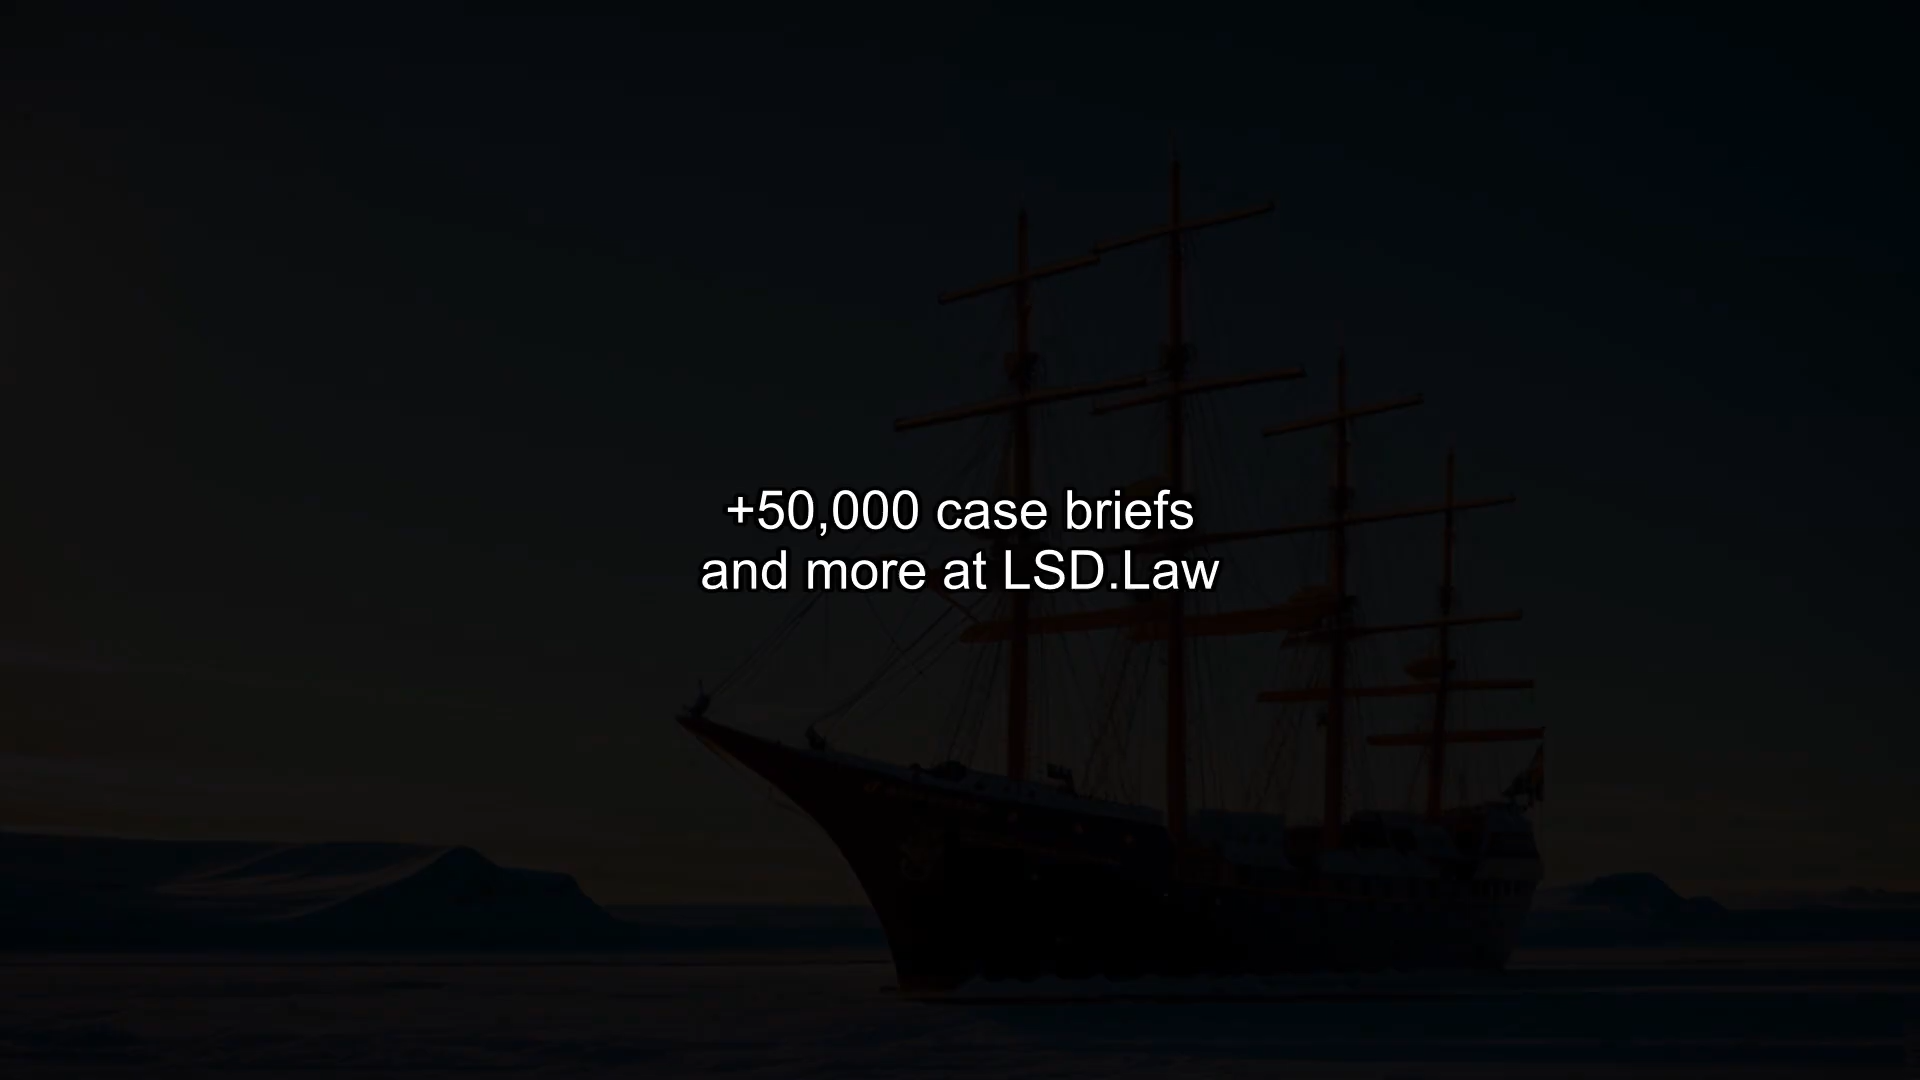 +50,000 case briefs
and more at LSD.Law